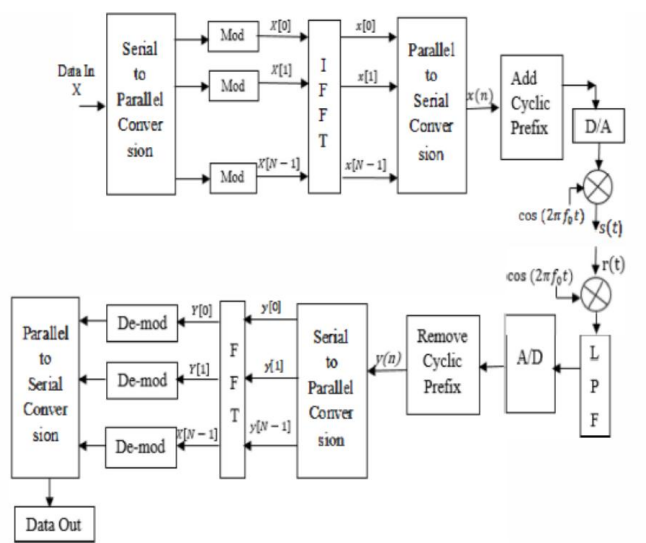 Data In
X
Serial
to
Parallel
Conver
sion
Mod
Mod
Mod
X[0]
X[1]
X[N−1]
I
F
F
T
x[0]
x[1]
x[N−1]
Parallel
to
Serial
Conver
sion
x(n)
Add
Cyclic
Prefix
D/A
cos (2πf₀t)
s(t)
r(t)
cos (2πf₀t)
L
P
F
A/D
Remove
Cyclic
Prefix
y(n)
Serial
to
Parallel
Conver
sion
y[0]
y[1]
y[N−1]
F
F
T
Y[0]
Y[1]
X[N−1]
De-mod
De-mod
De-mod
Parallel
to
Serial
Conver
sion
Data Out